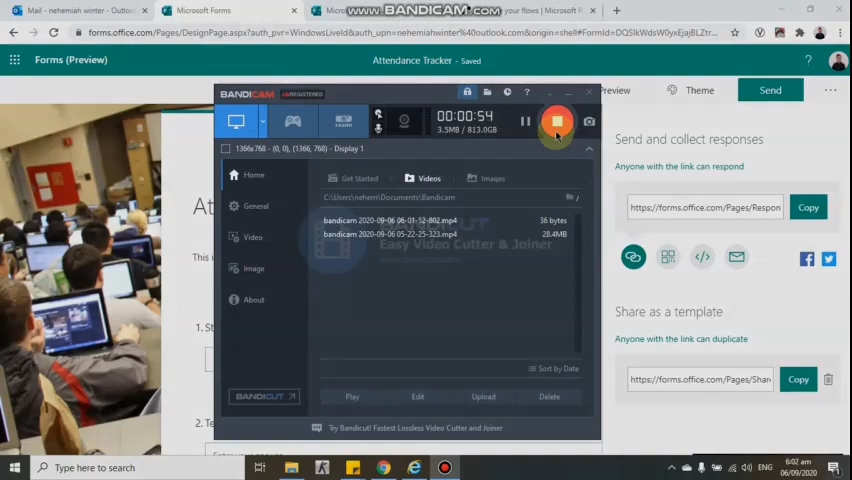 Mail - nehemiah winter - Outloo
Microsoft Forms
Micro
WWW.BANDICAM.COM
your flows | Microsoft P
forms.office.com/Pages/DesignPage.aspx?auth_pvr=WindowsLiveId&auth_upn=nehemiahwinter%40outlook.com&origin=shell#FormId=DQSIkWdsW0yxEjajBLZtr...
Forms (Preview)
Attendance Tracker - Saved
?
Preview
Theme
Send
...
BANDICAM UNREGISTERED
00:00:54
3.5MB / 813.0GB
1366x768 - (0, 0), (1366, 768) - Display 1
Home
General
Video
Image
About
BANDICUT
Get Started
Videos
Images
C:\Users\nehem\Documents\Bandicam
bandicam 2020-09-06 06-01-52-802.mp4 36 bytes
bandicam 2020-09-06 05-22-25-323.mp4 28.4MB
BANDICUT
Easy Video Cutter & Joiner
Sort by Date
Play
Edit
Upload
Delete
Try Bandicut! Fastest Lossless Video Cutter and Joiner
At
This i
1. St
2. Te
Send and collect responses
Anyone with the link can respond
https://forms.office.com/Pages/Respon
Copy
Share as a template
Anyone with the link can duplicate
https://forms.office.com/Pages/Shar
Copy
Type here to search
ENG
6:02 am
06/09/2020